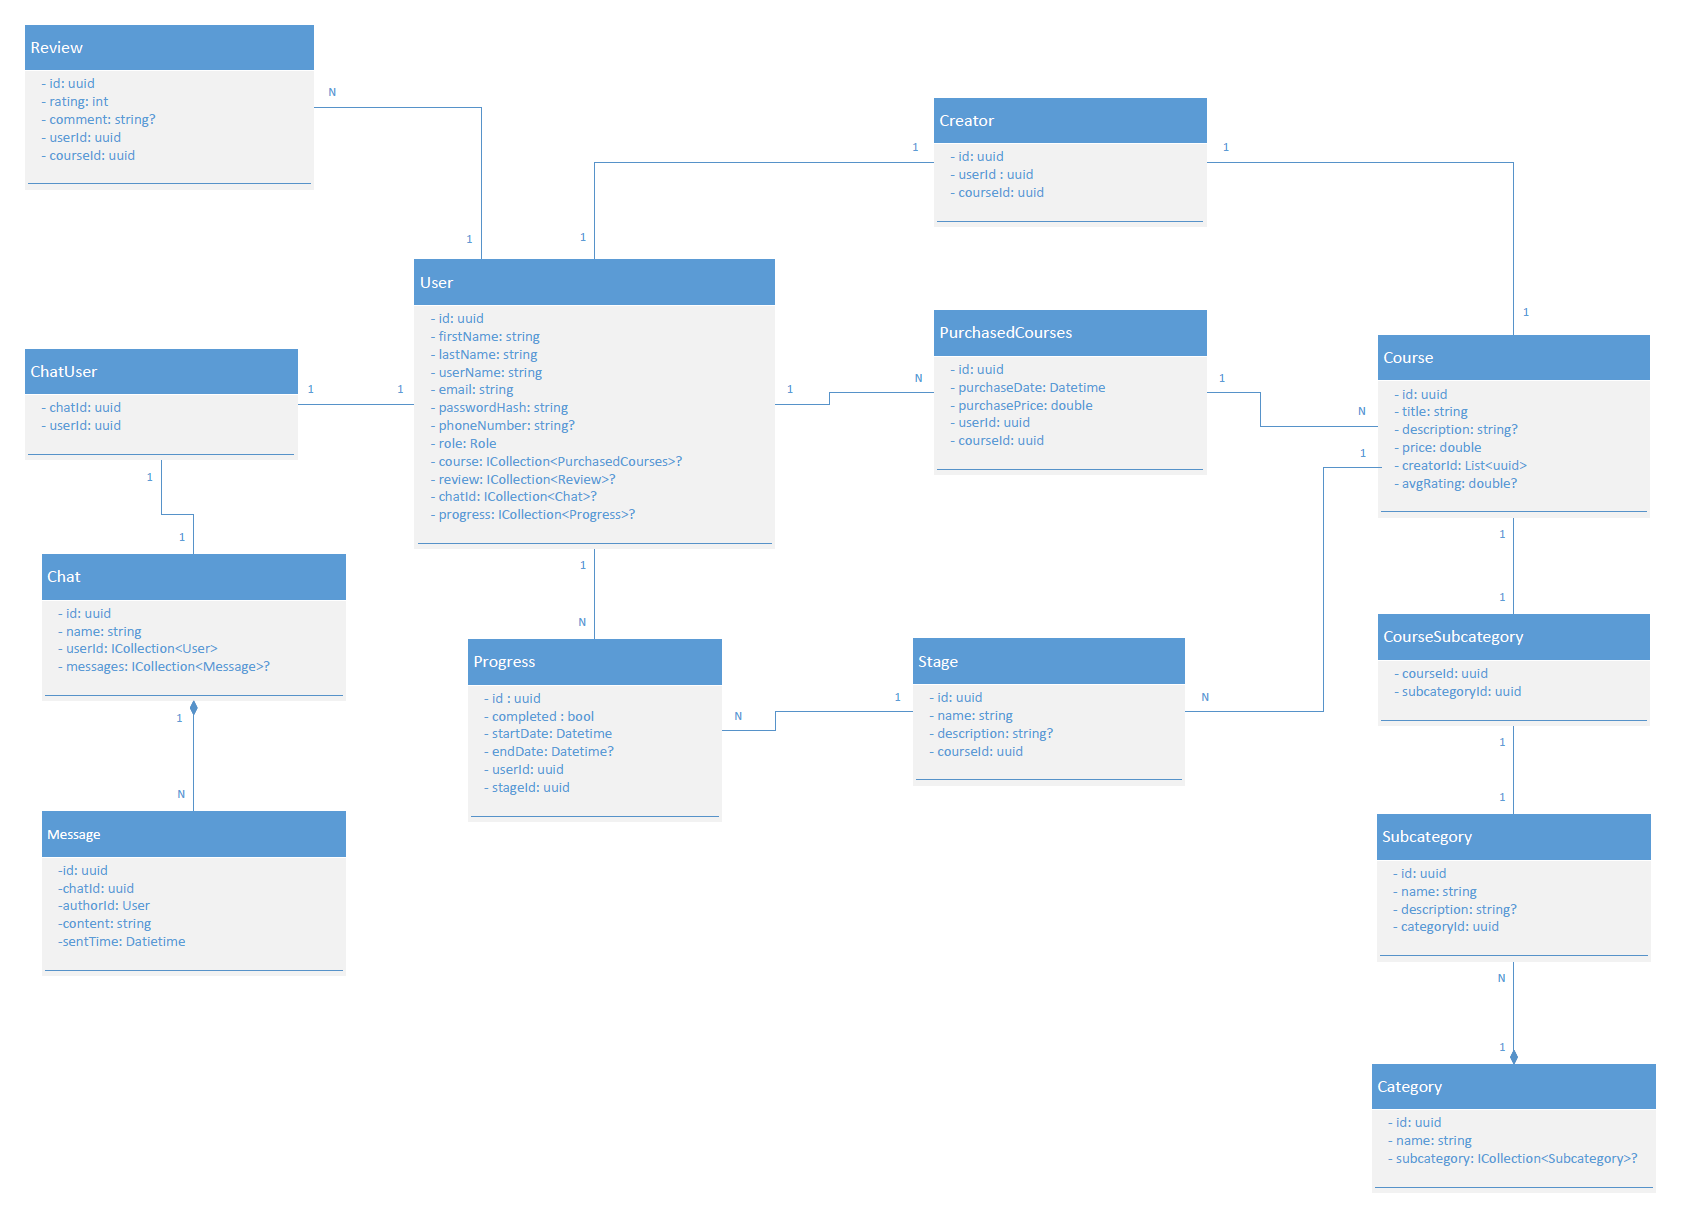 Review
- id: uuid
- rating: int
- comment: string?
- userId: uuid
- courseId: uuid
N
1
Creator
- id: uuid
- userId : uuid
- courseId: uuid
1
1
1
1
User
- id: uuid
- firstName: string
- lastName: string
- userName: string
- email: string
- passwordHash: string
- phoneNumber: string?
- role: Role
- course: ICollection<PurchasedCourses>?
- review: ICollection<Review>?
- chatId: ICollection<Chat>?
- progress: ICollection<Progress>?
PurchasedCourses
- id: uuid
- purchaseDate: Datetime
- purchasePrice: double
- userId: uuid
- courseId: uuid
1
N
1
N
Course
- id: uuid
- title: string
- description: string?
- price: double
- creatorId: List<uuid>
- avgRating: double?
1
ChatUser
- chatId: uuid
- userId: uuid
1
1
1
1
Chat
- id: uuid
- name: string
- userId: ICollection<User>
- messages: ICollection<Message>?
1
N
Message
-id: uuid
-chatId: uuid
-authorId: User
-content: string
-sentTime: Datietime
1
N
Progress
- id : uuid
- completed : bool
- startDate: Datetime
- endDate: Datetime?
- userId: uuid
- stageId: uuid
N
1
Stage
- id: uuid
- name: string
- description: string?
- courseId: uuid
N
1
1
CourseSubcategory
- courseId: uuid
- subcategoryId: uuid
1
1
Subcategory
- id: uuid
- name: string
- description: string?
- categoryId: uuid
N
1
Category
- id: uuid
- name: string
- subcategory: ICollection<Subcategory>?